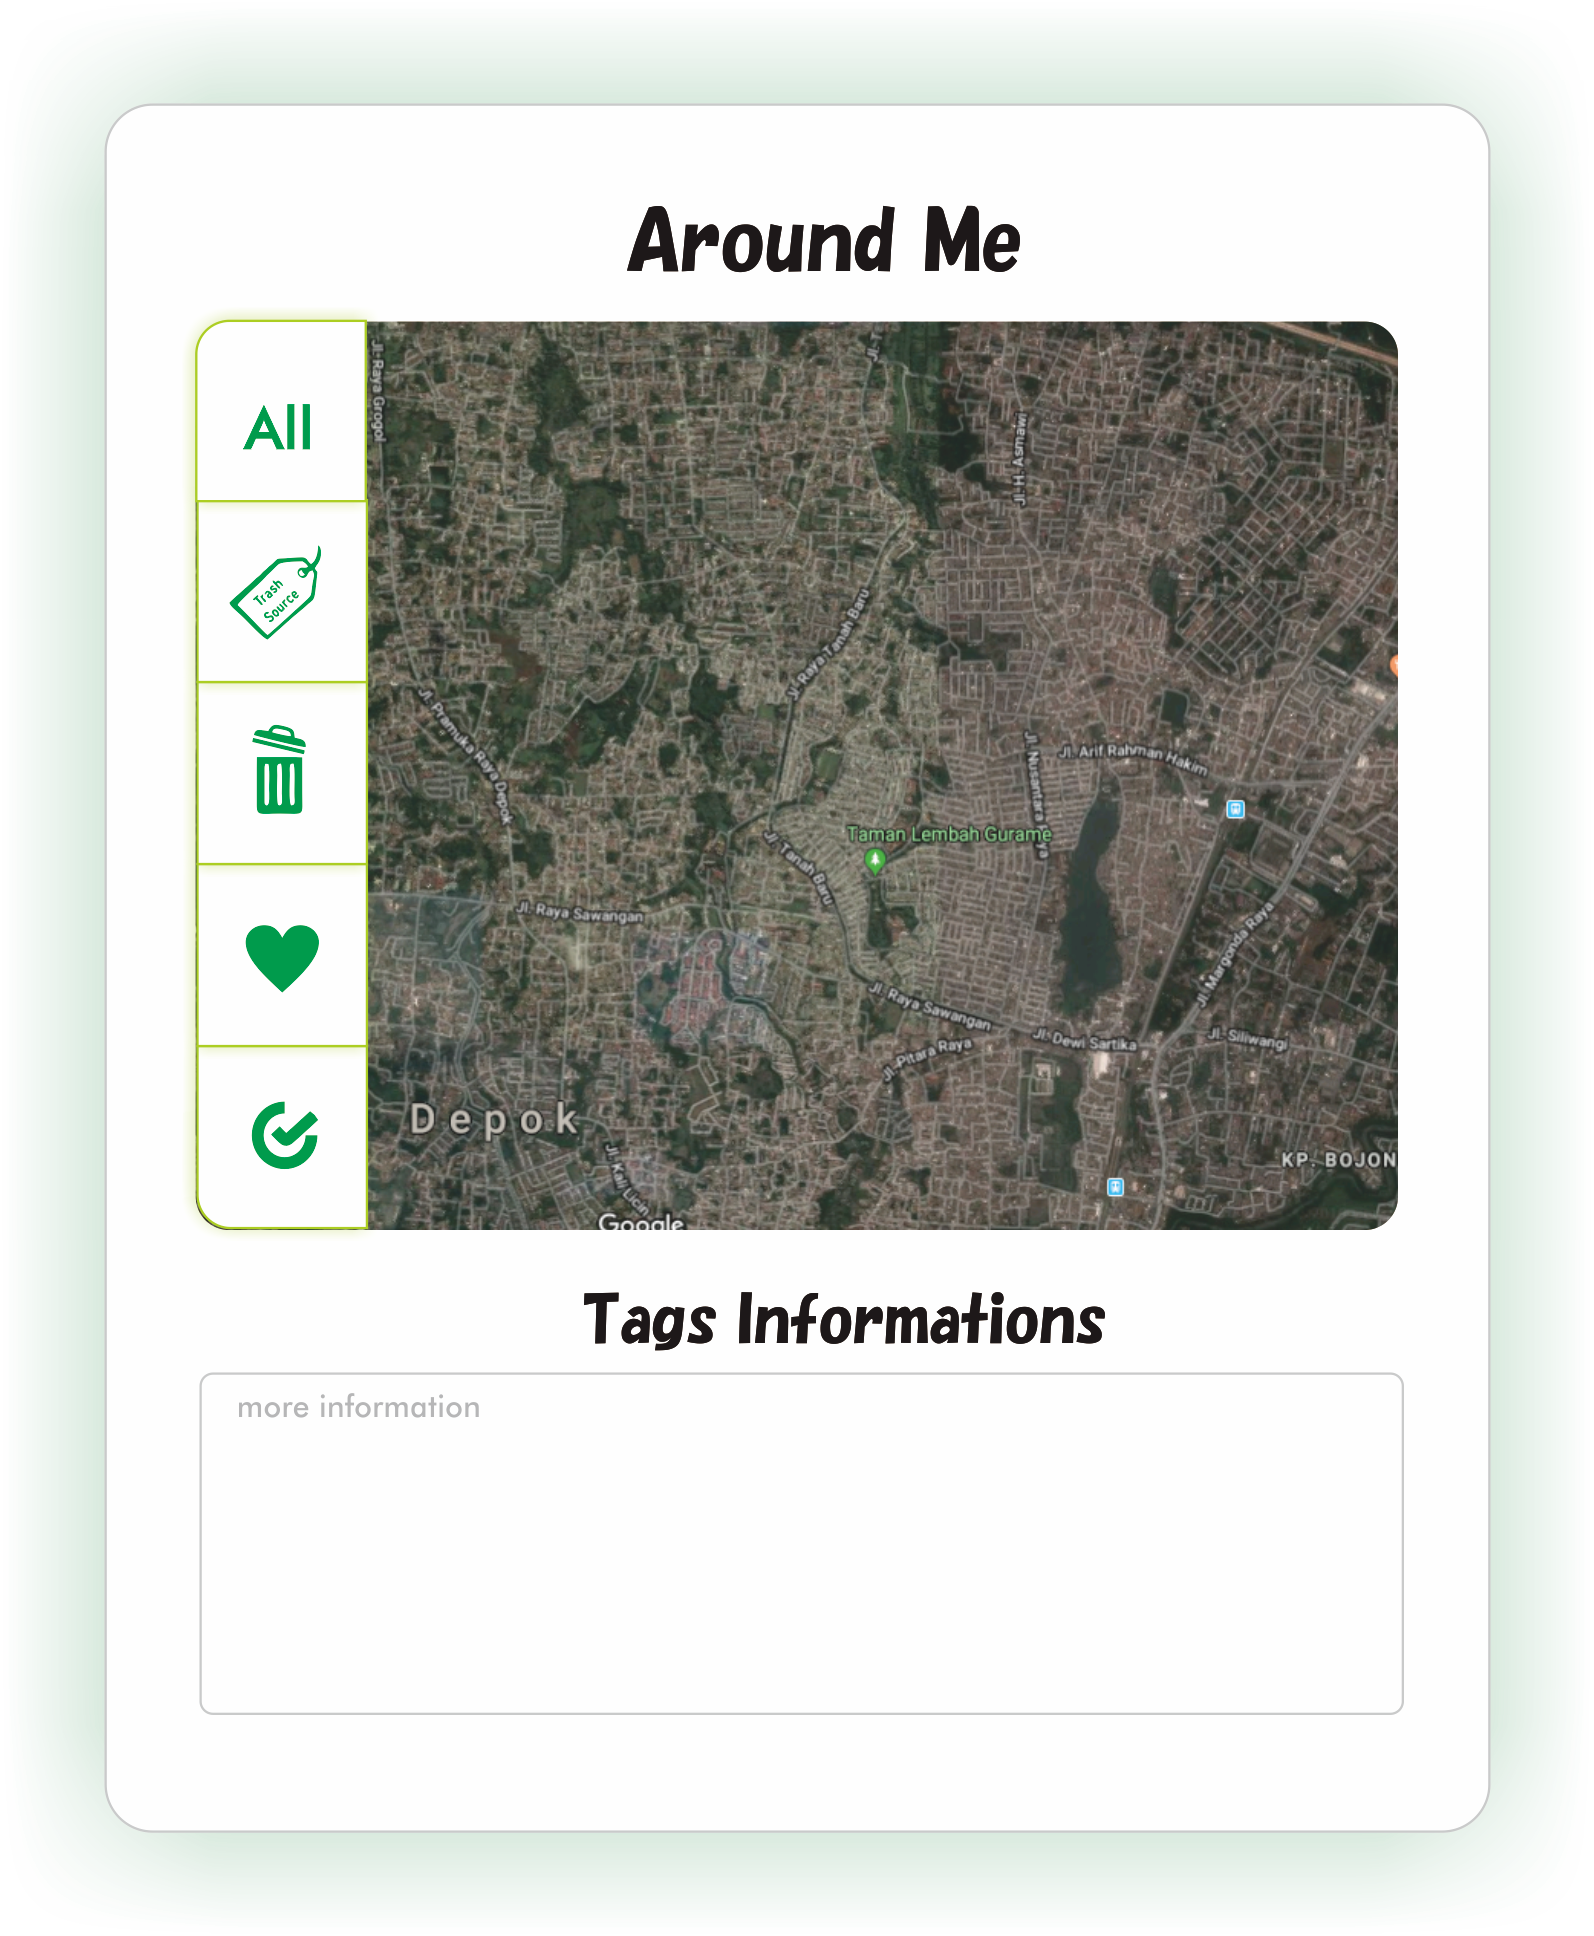 Around Me
All
Trash
Source
Jl. Raya Grogol
Jl. H. Asmawi
Jl. Raya Tanah Baru
Jl. Pramuka Raya Depok
Jl. Arif Rahman Hakim
Jl. Nusantara Raya
Taman Lembah Gurame
Jl. Tanah Baru
Jl. Raya Sawangan
Jl. Margonda Raya
Jl. Raya Sawangan
Jl. Dewi Sartika
Jl. Siliwangi
Jl. Pitara Raya
Depok
KP. BOJON
Jl. Kali Licin
Google
Tags Informations
more information